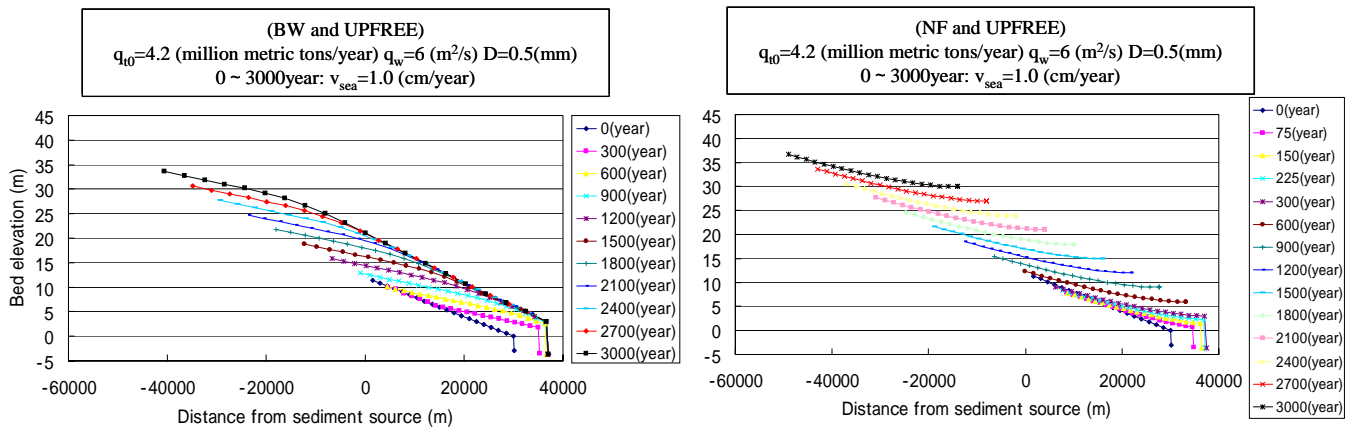 (BW and UPFREE)
qt0=4.2 (million metric tons/year) qw=6 (m²/s) D=0.5(mm)
0 ~ 3000year: vsea=1.0 (cm/year)
45
40
35
30
25
20
15
10
5
0
-5
Bed elevation (m)
-60000 -40000 -20000 0 20000 40000
Distance from sediment source (m)
0(year)
300(year)
600(year)
900(year)
1200(year)
1500(year)
1800(year)
2100(year)
2400(year)
2700(year)
3000(year)
(NF and UPFREE)
qt0=4.2 (million metric tons/year) qw=6 (m²/s) D=0.5(mm)
0 ~ 3000year: vsea=1.0 (cm/year)
45
40
35
30
25
20
15
10
5
0
-5
-60000 -40000 -20000 0 20000 40000
Distance from sediment source (m)
0(year)
75(year)
150(year)
225(year)
300(year)
600(year)
900(year)
1200(year)
1500(year)
1800(year)
2100(year)
2400(year)
2700(year)
3000(year)